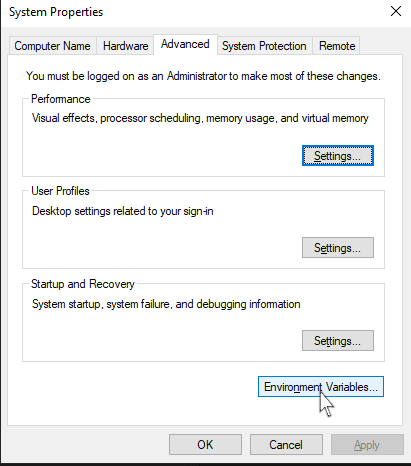 System Properties
Computer Name Hardware Advanced System Protection Remote
You must be logged on as an Administrator to make most of these changes.
Performance
Visual effects, processor scheduling, memory usage, and virtual memory
Settings...
User Profiles
Desktop settings related to your sign-in
Settings...
Startup and Recovery
System startup, system failure, and debugging information
Settings...
Environment Variables...
OK Cancel Apply